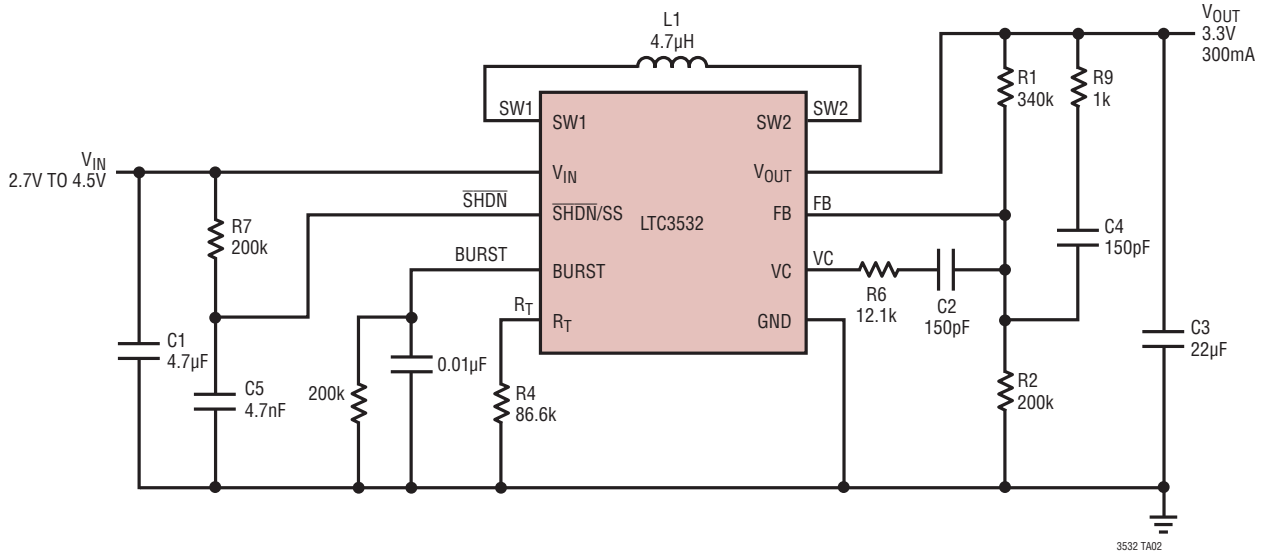 L1
4.7µH
VOUT
3.3V
300mA
R1
340k
R9
1k
SW1
SW2
SW1
SW2
VIN
2.7V TO 4.5V
VIN
VOUT
SHDN
SHDN/SS
LTC3532
FB
FB
R7
200k
C4
150pF
BURST
BURST
VC
VC
R6
12.1k
C2
150pF
RT
RT
GND
C1
4.7µF
C3
22µF
0.01µF
C5
4.7nF
200k
R4
86.6k
R2
200k
3532 TA02